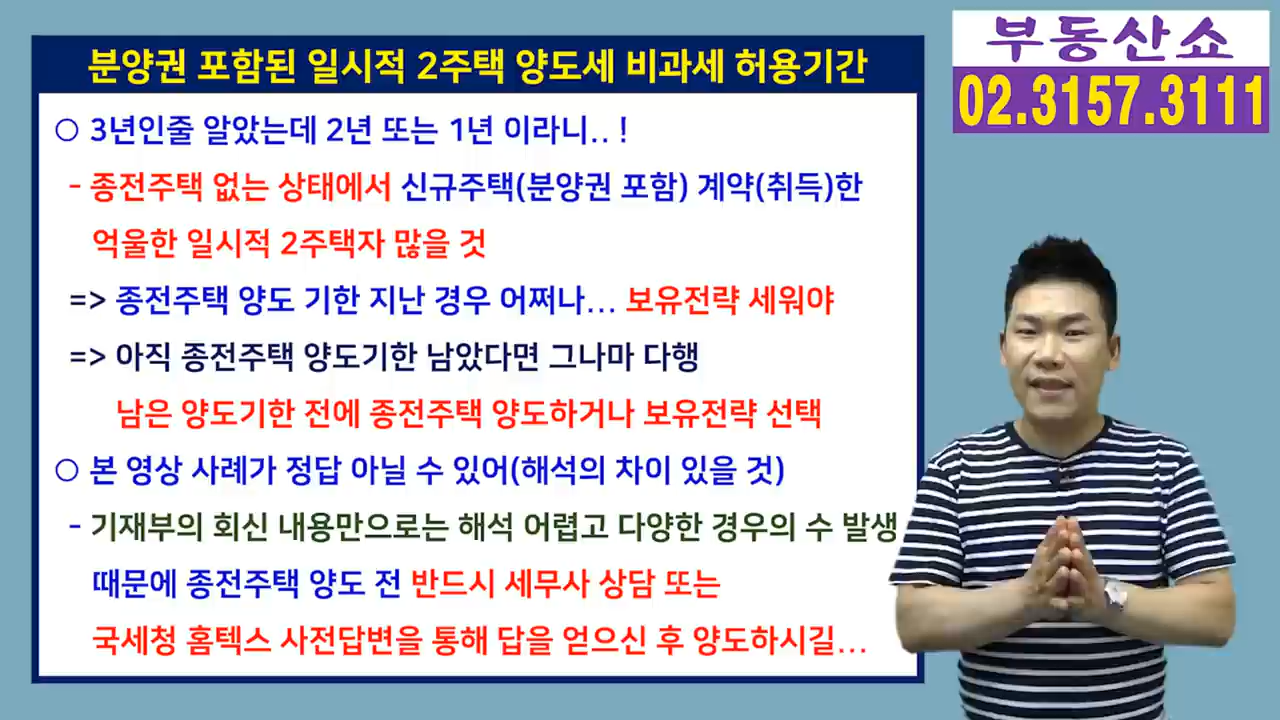 부동산쇼
02.3157.3111
분양권 포함된 일시적 2주택 양도세 비과세 허용기간
○ 3년인줄 알았는데 2년 또는 1년 이라니.. !
- 종전주택 없는 상태에서 신규주택(분양권 포함) 계약(취득)한
억울한 일시적 2주택자 많을 것
=> 종전주택 양도 기한 지난 경우 어쩌나... 보유전략 세워야
=> 아직 종전주택 양도기한 남았다면 그나마 다행
남은 양도기한 전에 종전주택 양도하거나 보유전략 선택
○ 본 영상 사례가 정답 아닐 수 있어(해석의 차이 있을 것)
- 기재부의 회신 내용만으로는 해석 어렵고 다양한 경우의 수 발생
때문에 종전주택 양도 전 반드시 세무사 상담 또는
국세청 홈텍스 사전답변을 통해 답을 얻으신 후 양도하시길...